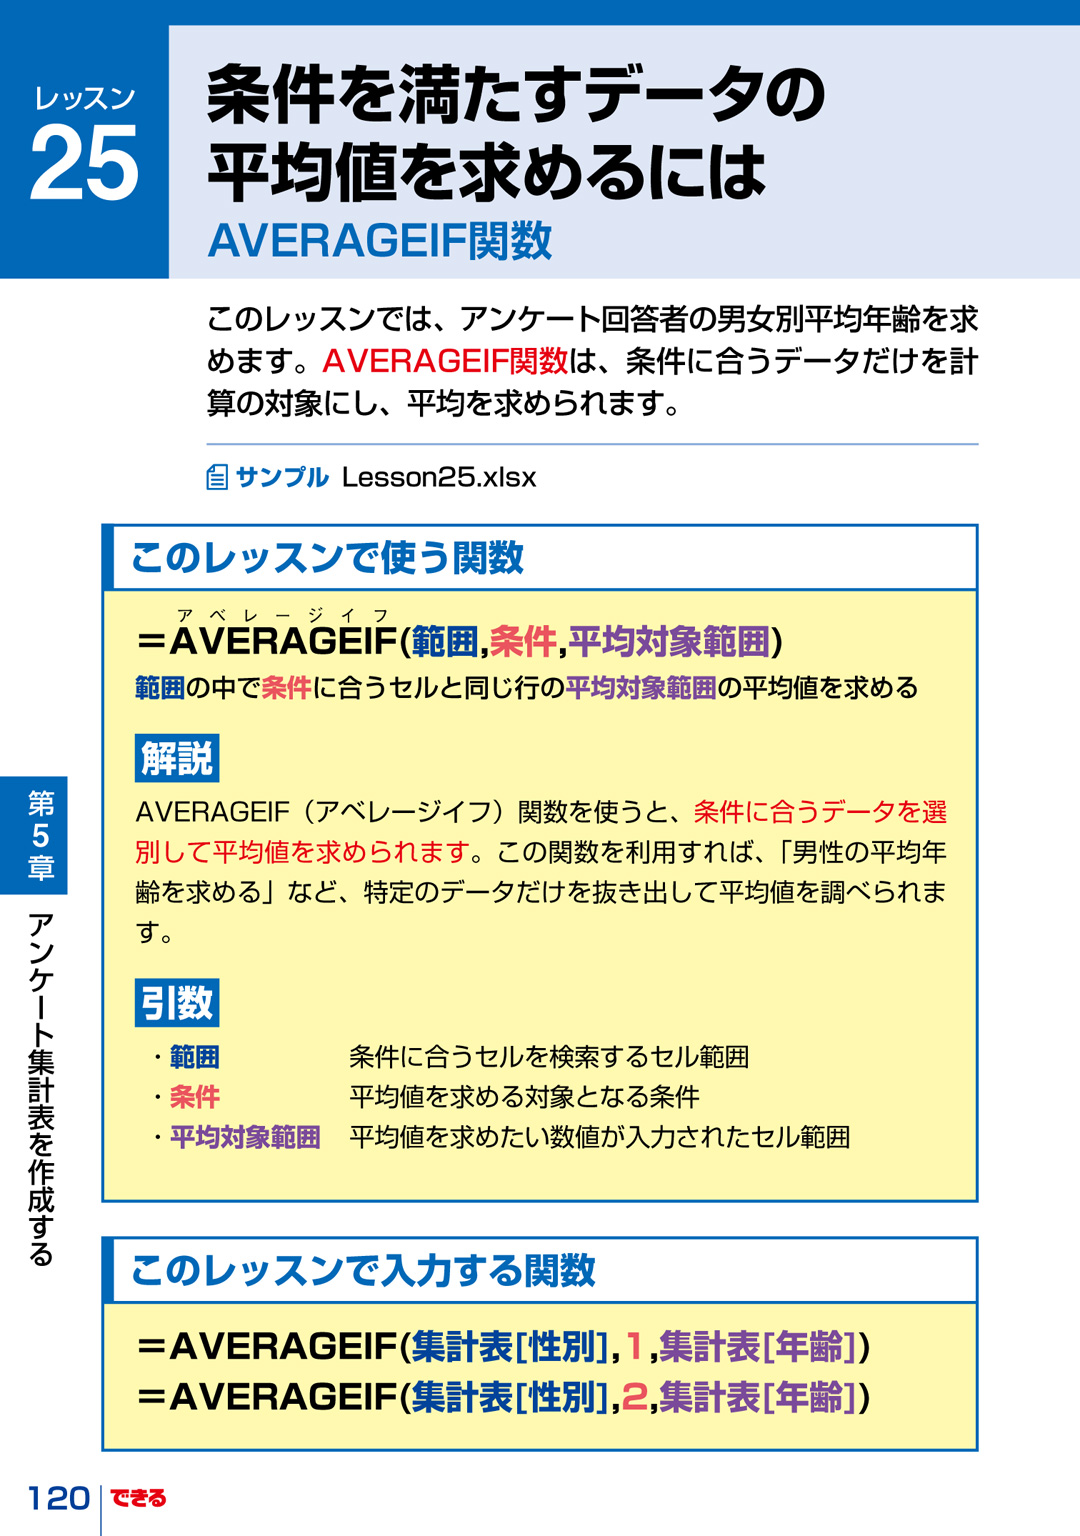 レッスン
25
条件を満たすデータの
平均値を求めるには
AVERAGEIF関数
このレッスンでは、アンケート回答者の男女別平均年齢を求
めます。AVERAGEIF関数は、条件に合うデータだけを計
算の対象にし、平均を求められます。
サンプル Lesson25.xlsx
このレッスンで使う関数
アベレージイフ
＝AVERAGEIF(範囲,条件,平均対象範囲)
範囲の中で条件に合うセルと同じ行の平均対象範囲の平均値を求める
解説
AVERAGEIF（アベレージイフ）関数を使うと、条件に合うデータを選
別して平均値を求められます。この関数を利用すれば、「男性の平均年
齢を求める」など、特定のデータだけを抜き出して平均値を調べられま
す。
引数
・範囲 条件に合うセルを検索するセル範囲
・条件 平均値を求める対象となる条件
・平均対象範囲 平均値を求めたい数値が入力されたセル範囲
このレッスンで入力する関数
＝AVERAGEIF(集計表[性別],1,集計表[年齢])
＝AVERAGEIF(集計表[性別],2,集計表[年齢])
第5章
アンケート集計表を作成する
120
できる